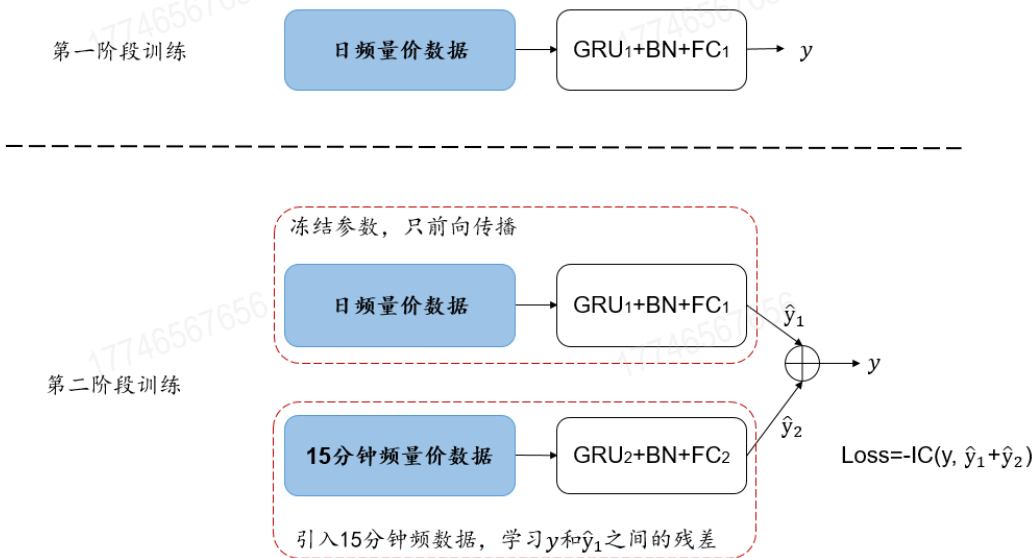 第一阶段训练
日频量价数据
GRU₁+BN+FC₁
y
冻结参数，只前向传播
日频量价数据
GRU₁+BN+FC₁
ŷ₁
17746567656
第二阶段训练
y
15分钟频量价数据
GRU₂+BN+FC₂
ŷ₂
Loss=-IC(y, ŷ₁+ŷ₂)
引入15分钟频数据，学习y和ŷ₁之间的残差